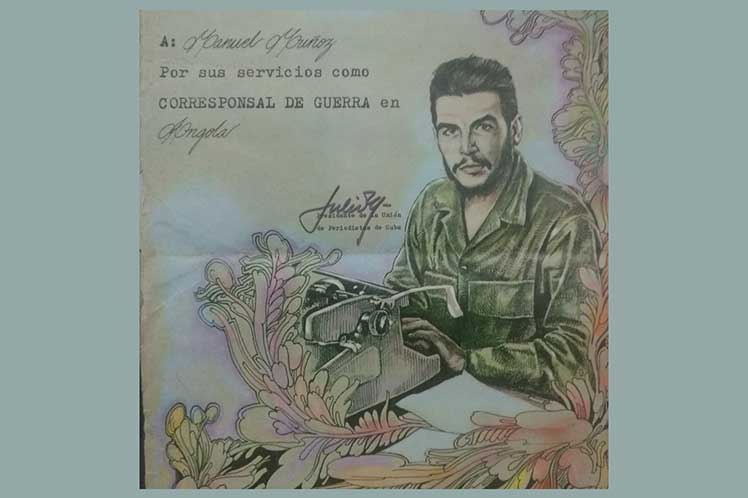 A: Manuel Muñoz
Por sus servicios como
CORRESPONSAL DE GUERRA en
Angola
Presidente de la Unión
de Periodistas de Cuba